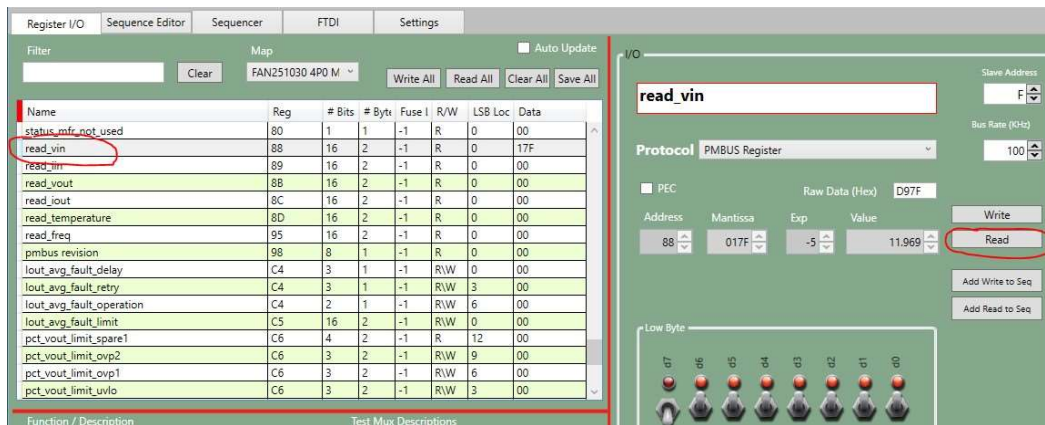 Register I/O Sequence Editor Sequencer FTDI Settings
Filter Map Auto Update
Clear FAN251030 4P0 M Write All Read All Clear All Save All
Name Reg # Bits # Byte Fuse I R/W LSB Loc Data
status_mfr_not_used 80 1 1 -1 R 0 00
read_vin 88 16 2 -1 R 0 17F
read_iin 89 16 2 -1 R 0 00
read_vout 8B 16 2 -1 R 0 00
read_iout 8C 16 2 -1 R 0 00
read_temperature 8D 16 2 -1 R 0 00
read_freq 95 16 2 -1 R 0 00
pmbus revision 98 8 1 -1 R 0 00
Iout_avg_fault_delay C4 3 1 -1 R\W 0 00
Iout_avg_fault_retry C4 3 1 -1 R\W 3 00
Iout_avg_fault_operation C4 2 1 -1 R\W 6 00
Iout_avg_fault_limit C5 16 2 -1 R\W 0 00
pct_vout_limit_spare1 C6 4 2 -1 R 12 00
pct_vout_limit_ovp2 C6 3 2 -1 R\W 9 00
pct_vout_limit_ovp1 C6 3 2 -1 R\W 6 00
pct_vout_limit_uvlo C6 3 2 -1 R\W 3 00
Function / Description Test Mux Descriptions
I/O
Slave Address
read_vin F
Bus Rate (KHz)
Protocol PMBUS Register 100
PEC Raw Data (Hex) D97F
Address Mantissa Exp Value Write
88 017F -5 11.969 Read
Add Write to Seq
Add Read to Seq
Low Byte
d7 d6 d5 d4 d3 d2 d1 d0